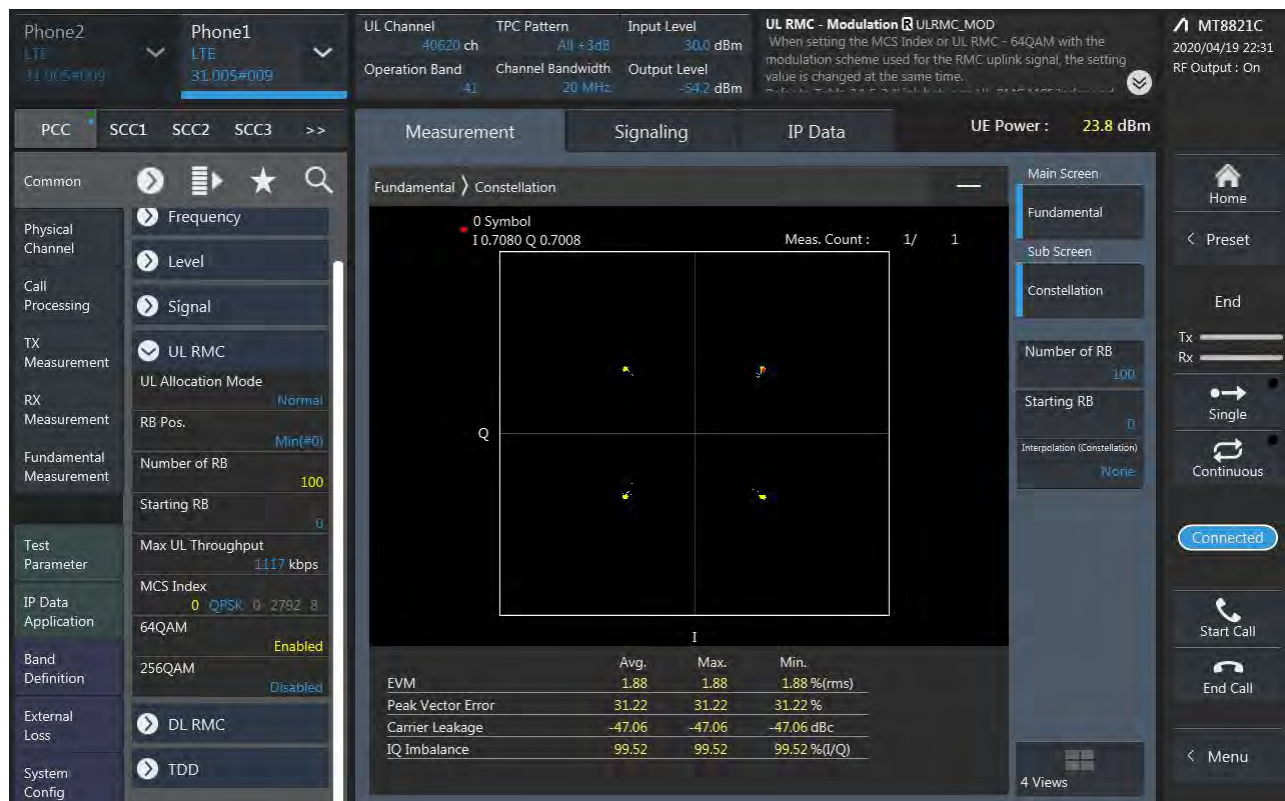 Phone2
LTE
31.005#009
Phone1
LTE
31.005#009
UL Channel
40620 ch
Operation Band
41
TPC Pattern
All +3dB
Channel Bandwidth
20 MHz
Input Level
30.0 dBm
Output Level
-54.2 dBm
UL RMC - Modulation R ULRMC_MOD
When setting the MCS Index or UL RMC - 64QAM with the
modulation scheme used for the RMC uplink signal, the setting
value is changed at the same time.
MT8821C
2020/04/19 22:31
RF Output : On
PCC SCC1 SCC2 SCC3 >>
Measurement Signaling IP Data
UE Power : 23.8 dBm
Common
Physical
Channel
Call
Processing
TX
Measurement
RX
Measurement
Fundamental
Measurement
Test
Parameter
IP Data
Application
Band
Definition
External
Loss
System
Config
Frequency
Level
Signal
UL RMC
UL Allocation Mode
Normal
RB Pos.
Min(#0)
Number of RB
100
Starting RB
0
Max UL Throughput
1117 kbps
MCS Index
0 QPSK 0 2792 8
64QAM
Enabled
256QAM
Disabled
DL RMC
TDD
Fundamental ⟩ Constellation
0 Symbol
I 0.7080 Q 0.7008
Meas. Count : 1/ 1
Q
I
Avg. Max. Min.
EVM 1.88 1.88 1.88 %(rms)
Peak Vector Error 31.22 31.22 31.22 %
Carrier Leakage -47.06 -47.06 -47.06 dBc
IQ Imbalance 99.52 99.52 99.52 %(I/Q)
Main Screen
Fundamental
Sub Screen
Constellation
Number of RB
100
Starting RB
0
Interpolation (Constellation)
None
4 Views
Home
< Preset
End
Tx
Rx
Single
Continuous
Connected
Start Call
End Call
< Menu